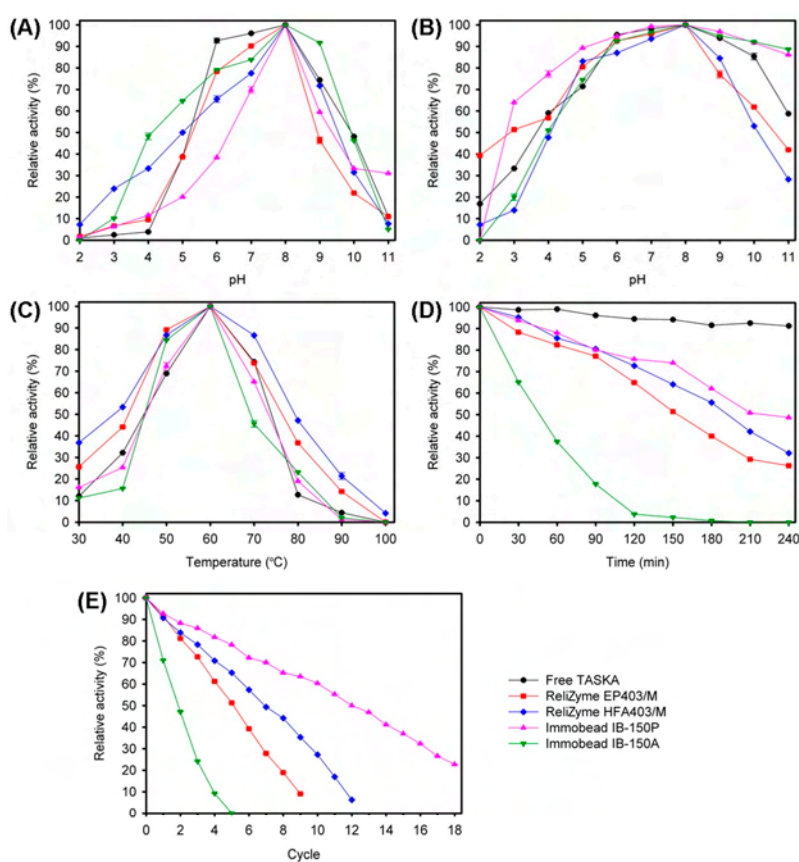 (A)
Relative activity (%)
100
90
80
70
60
50
40
30
20
10
0
2 3 4 5 6 7 8 9 10 11
pH
(B)
Relative activity (%)
100
90
80
70
60
50
40
30
20
10
0
2 3 4 5 6 7 8 9 10 11
pH
(C)
Relative activity (%)
100
90
80
70
60
50
40
30
20
10
0
30 40 50 60 70 80 90 100
Temperature (°C)
(D)
Relative activity (%)
100
90
80
70
60
50
40
30
20
10
0
0 30 60 90 120 150 180 210 240
Time (min)
(E)
Relative activity (%)
100
90
80
70
60
50
40
30
20
10
0
0 2 4 6 8 10 12 14 16 18
Cycle
Free TASKA
ReliZyme EP403/M
ReliZyme HFA403/M
Immobead IB-150P
Immobead IB-150A